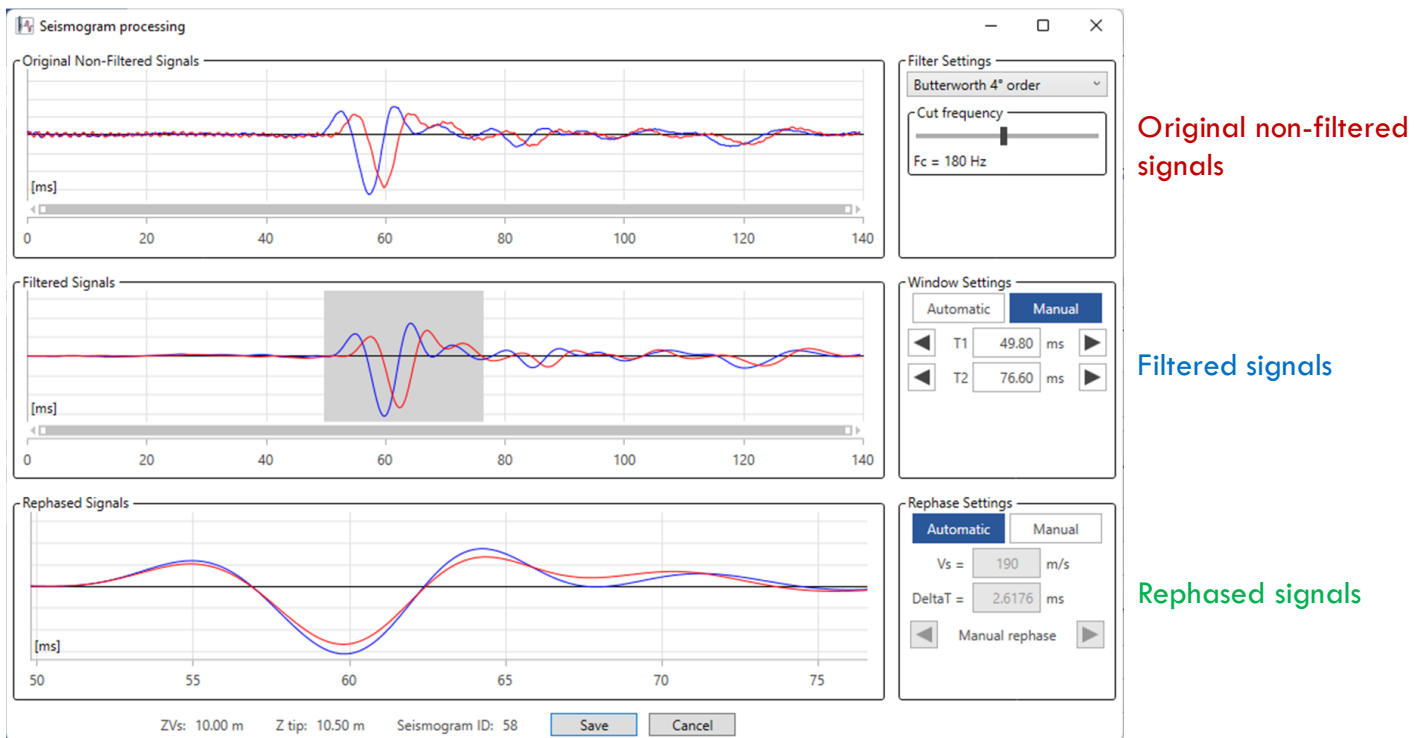 Seismogram processing
Original Non-Filtered Signals
[ms]
0 20 40 60 80 100 120 140
Filter Settings
Butterworth 4° order
Cut frequency
Fc = 180 Hz
Original non-filtered
signals
Filtered Signals
[ms]
0 20 40 60 80 100 120 140
Window Settings
Automatic Manual
T1 49.80 ms
T2 76.60 ms
Filtered signals
Rephased Signals
[ms]
50 55 60 65 70 75
Rephase Settings
Automatic Manual
Vs = 190 m/s
DeltaT = 2.6176 ms
Manual rephase
Rephased signals
ZVs: 10.00 m Z tip: 10.50 m Seismogram ID: 58 Save Cancel